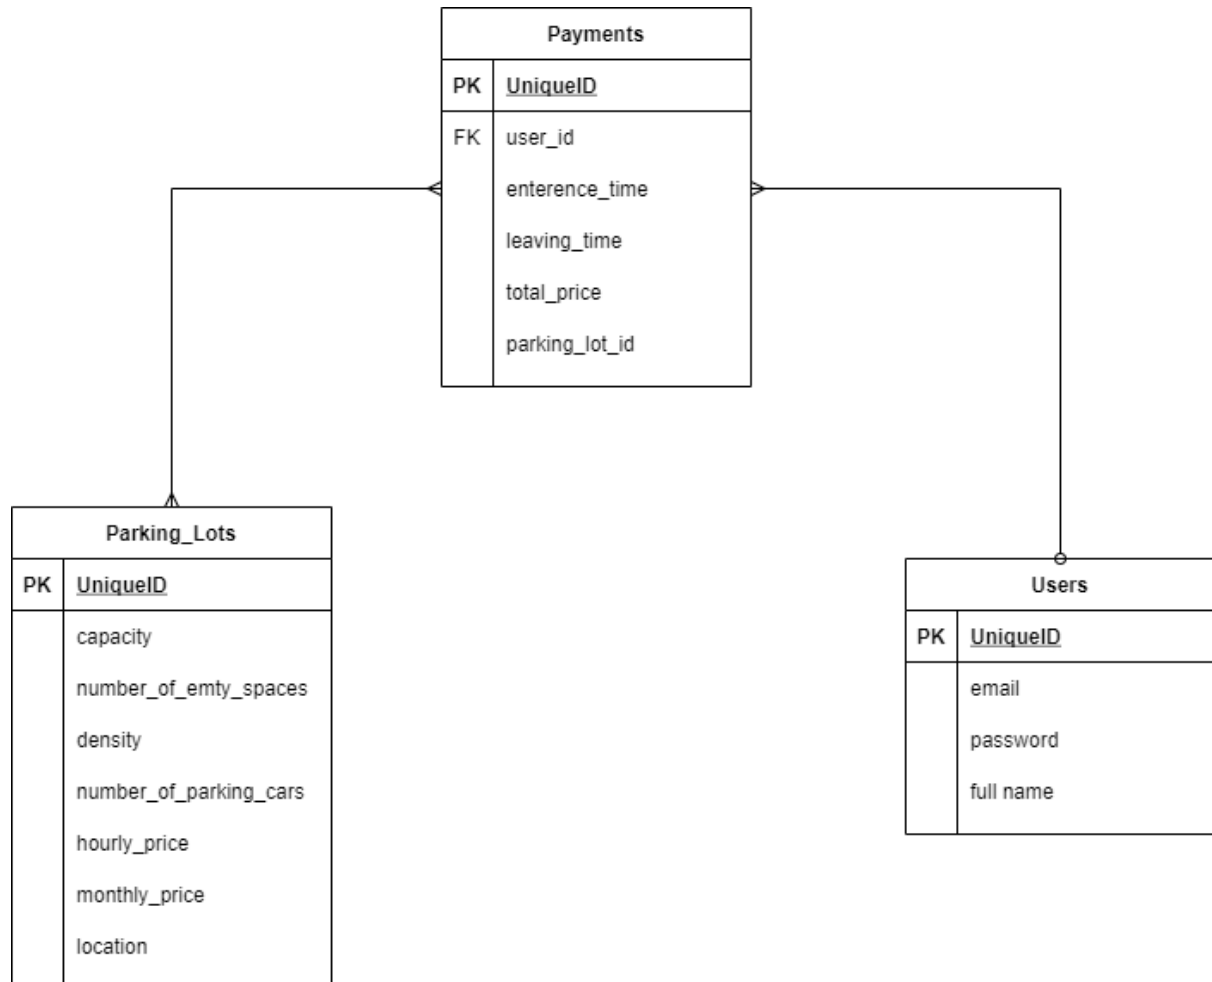 Payments
PK UniqueID
FK user_id
enterence_time
leaving_time
total_price
parking_lot_id
Parking_Lots
PK UniqueID
capacity
number_of_emty_spaces
density
number_of_parking_cars
hourly_price
monthly_price
location
Users
PK UniqueID
email
password
full name